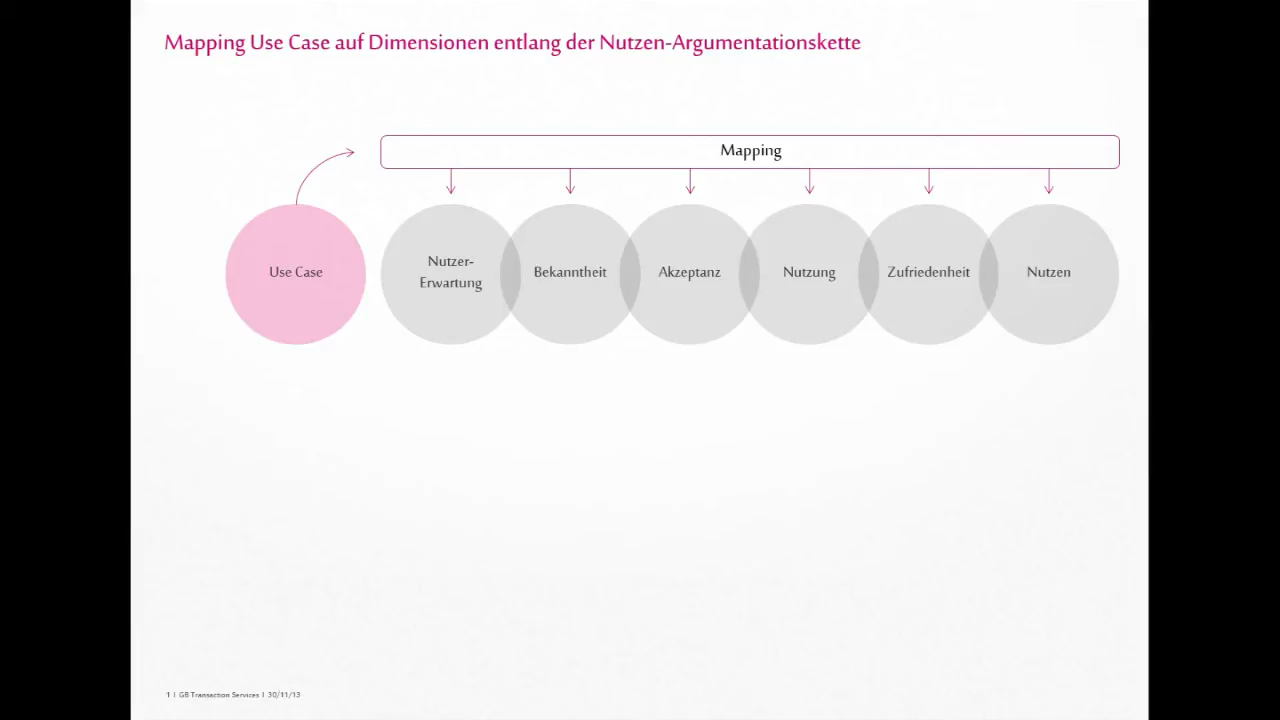 Mapping Use Case auf Dimensionen entlang der Nutzen-Argumentationskette
Mapping
Use Case
Nutzer-
Erwartung
Bekanntheit
Akzeptanz
Nutzung
Zufriedenheit
Nutzen
1 I GB Transaction Services I 30/11/13